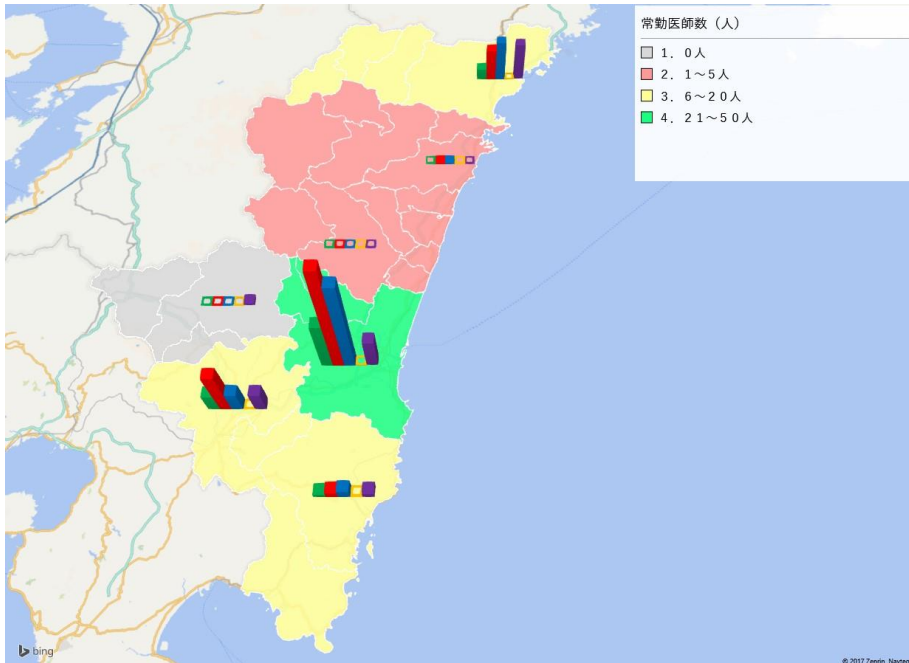 常勤医師数（人）
1．0人
2．1～5人
3．6～20人
4．21～50人
bing
© 2017 Zenrin, Navteq